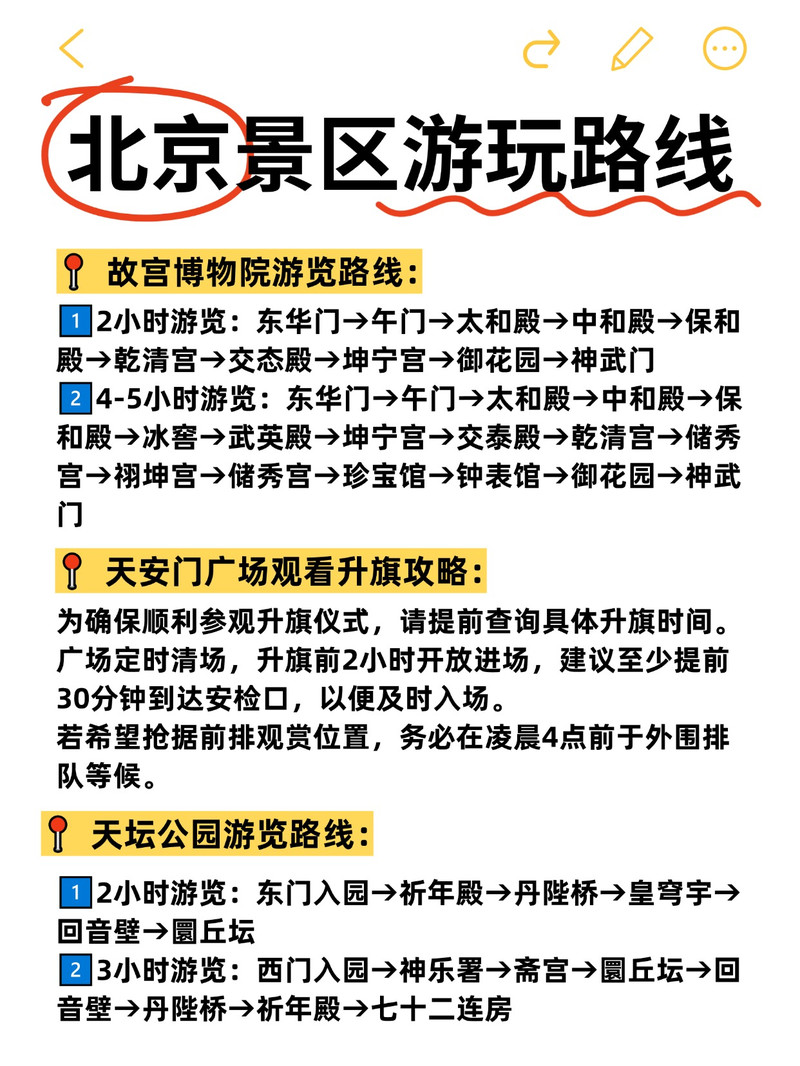 北京景区游玩路线
故宫博物院游览路线：
1 2小时游览：东华门→午门→太和殿→中和殿→保和
殿→乾清宫→交态殿→坤宁宫→御花园→神武门
2 4-5小时游览：东华门→午门→太和殿→中和殿→保
和殿→冰窖→武英殿→坤宁宫→交泰殿→乾清宫→储秀
宫→翊坤宫→储秀宫→珍宝馆→钟表馆→御花园→神武
门
天安门广场观看升旗攻略：
为确保顺利参观升旗仪式，请提前查询具体升旗时间。
广场定时清场，升旗前2小时开放进场，建议至少提前
30分钟到达安检口，以便及时入场。
若希望抢据前排观赏位置，务必在凌晨4点前于外围排
队等候。
天坛公园游览路线：
1 2小时游览：东门入园→祈年殿→丹陛桥→皇穹宇→
回音壁→圜丘坛
2 3小时游览：西门入园→神乐署→斋宫→圜丘坛→回
音壁→丹陛桥→祈年殿→七十二连房